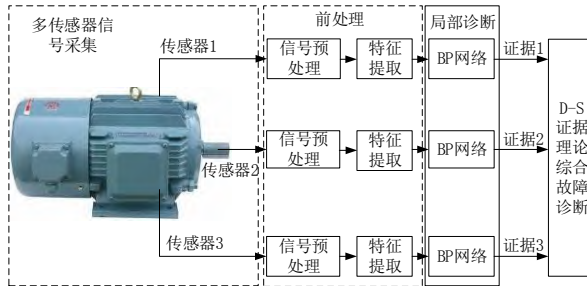 多传感器信
号采集
前处理
局部诊断
传感器1
信号预
处理
特征
提取
BP网络
证据1
传感器2
信号预
处理
特征
提取
BP网络
证据2
传感器3
信号预
处理
特征
提取
BP网络
证据3
D-S
证据
理论
综合
故障
诊断